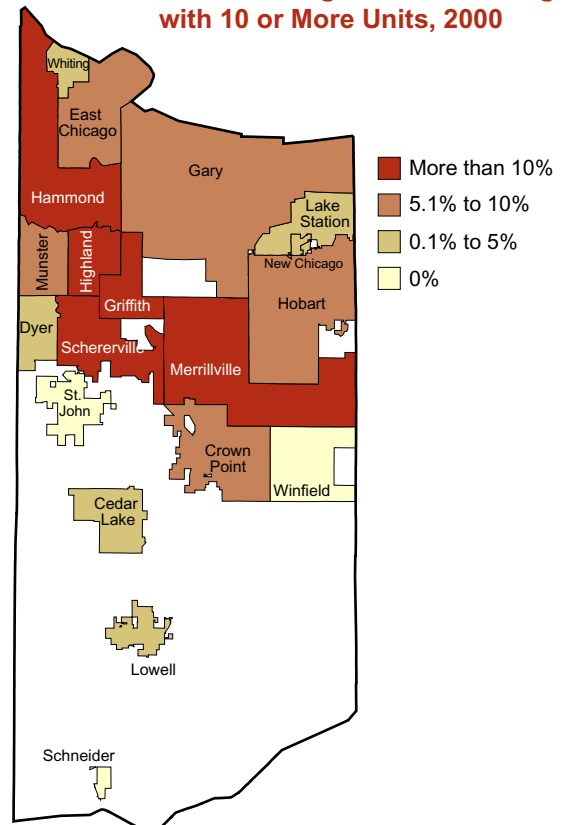 with 10 or More Units, 2000
Whiting
East
Chicago
Gary
Hammond
Lake
Station
New Chicago
Munster
Highland
Griffith
Hobart
Dyer
Schererville
Merrillville
St.
John
Crown
Point
Winfield
Cedar
Lake
Lowell
Schneider
More than 10%
5.1% to 10%
0.1% to 5%
0%